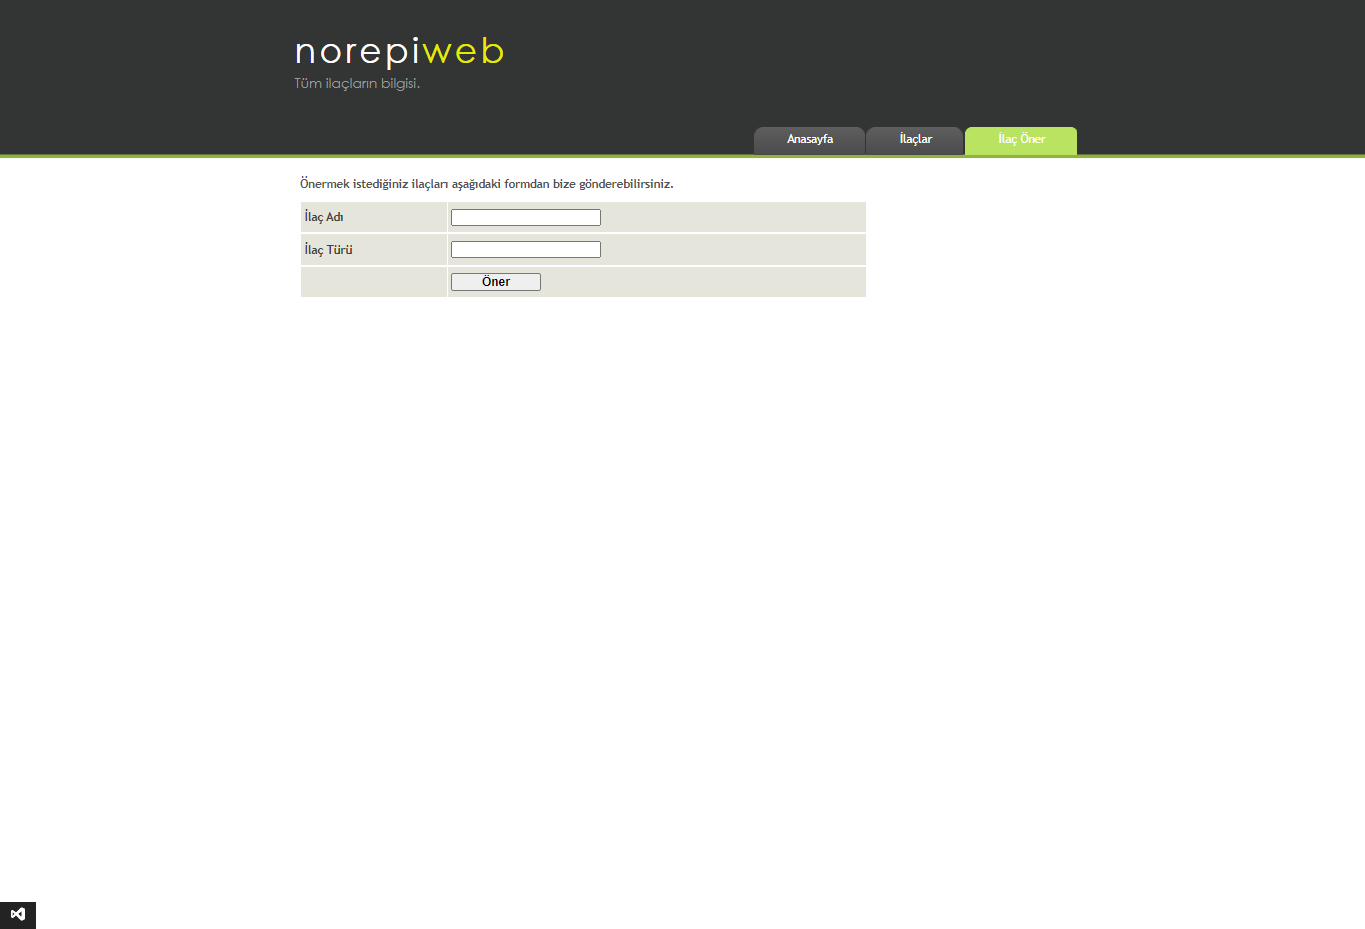 norepiweb
Tüm ilaçların bilgisi.
Anasayfa İlaçlar İlaç Öner
Önermek istediğiniz ilaçları aşağıdaki formdan bize gönderebilirsiniz.
İlaç Adı
İlaç Türü
Öner